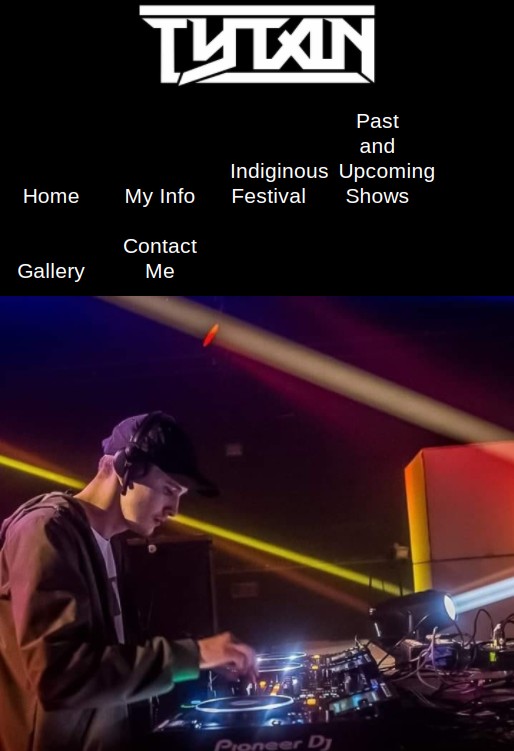 TYTAN
Home
My Info
Indiginous
Festival
Past
and
Upcoming
Shows
Gallery
Contact
Me
Pioneer DJ